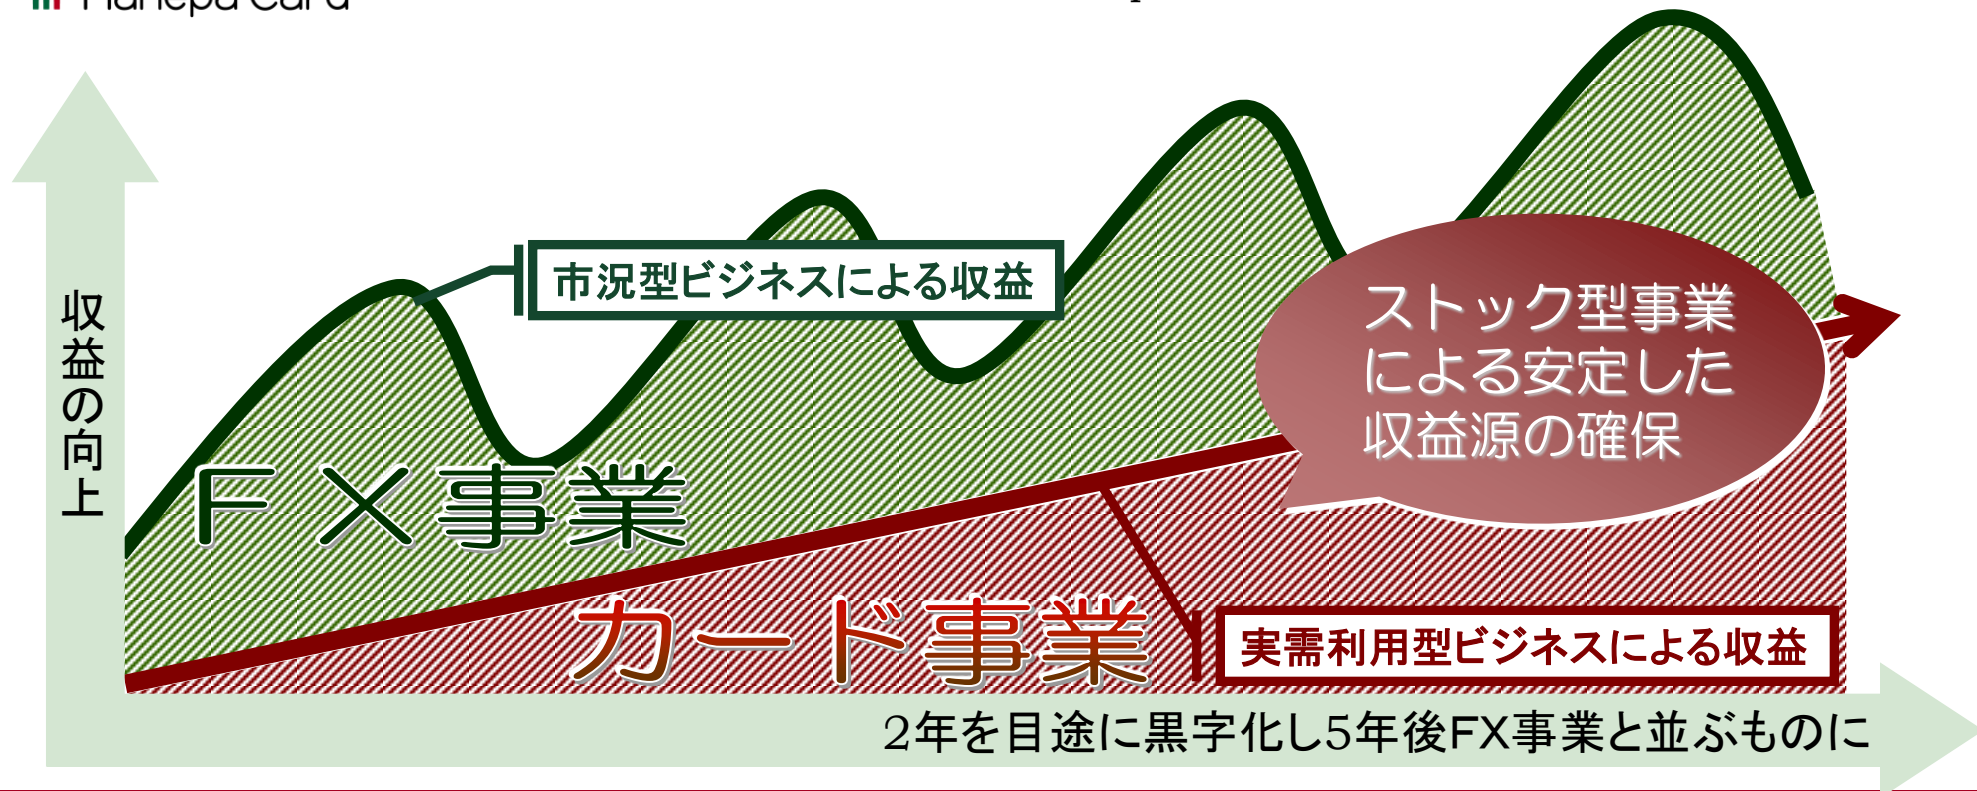 Manepa Card
市況型ビジネスによる収益
収益の向上
ストック型事業
による安定した
収益源の確保
ＦＸ事業
カード事業
実需利用型ビジネスによる収益
2年を目途に黒字化し5年後FX事業と並ぶものに